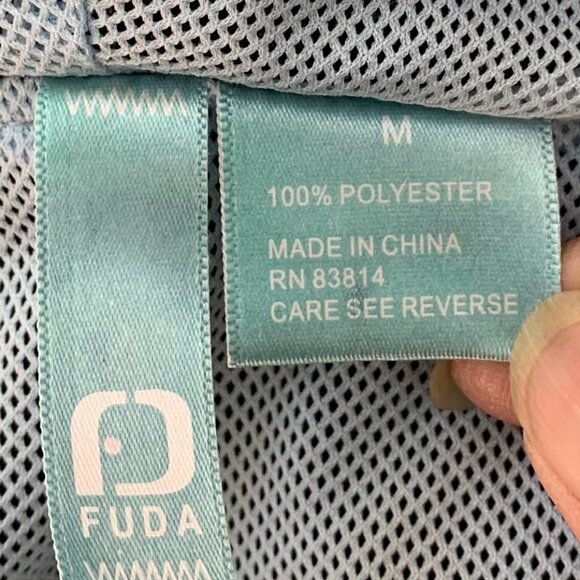 M
100% POLYESTER
MADE IN CHINA
RN 83814
CARE SEE REVERSE
FUDA